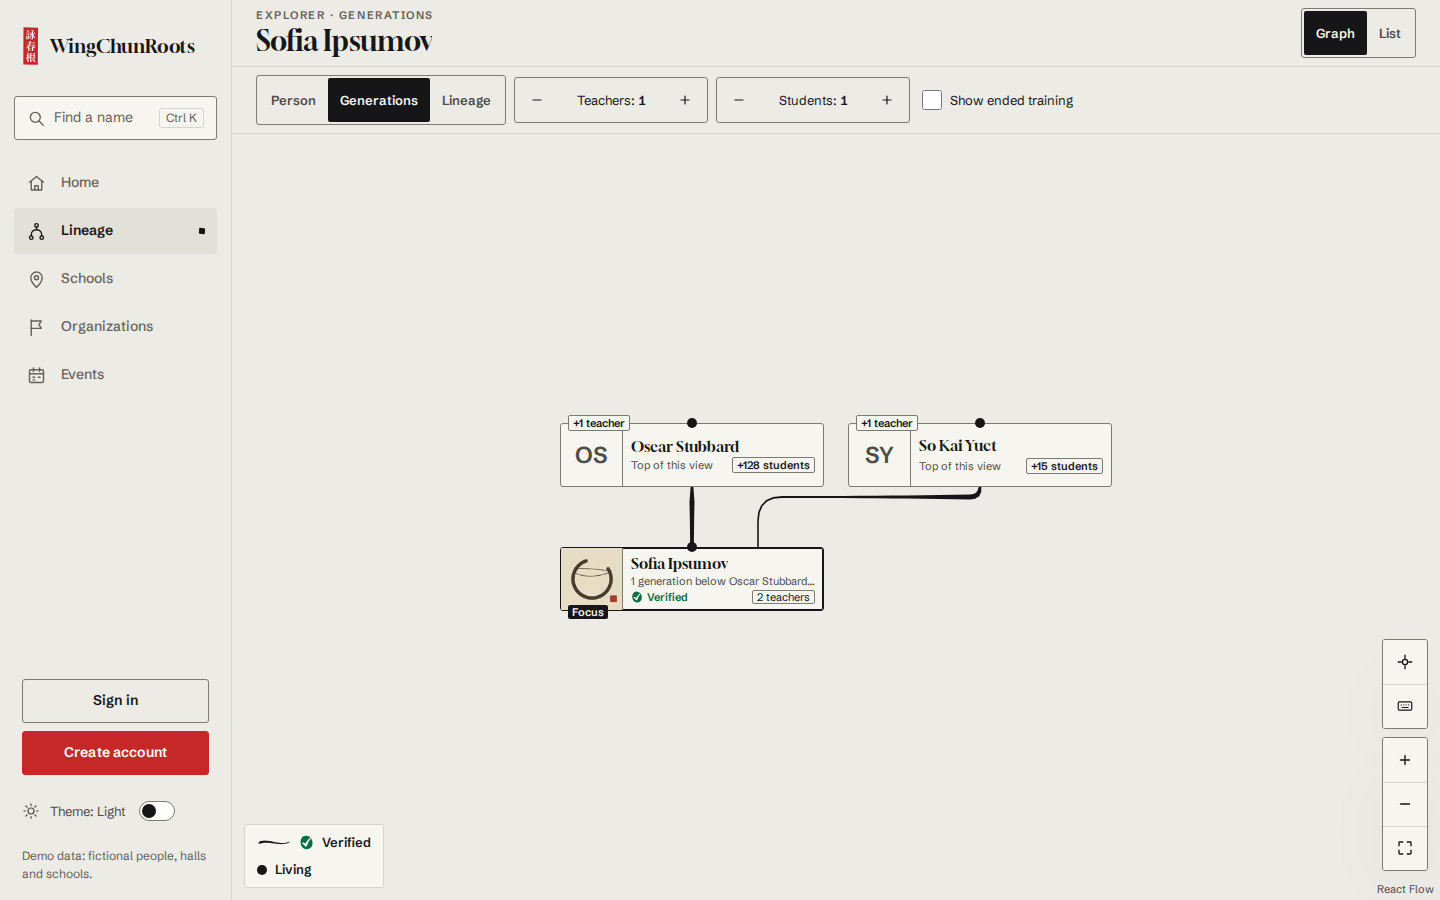 詠春根
WingChunRoots
Find a name
Ctrl K
Home
Lineage
Schools
Organizations
Events
Sign in
Create account
Theme: Light
Demo data: fictional people, halls
and schools.
EXPLORER · GENERATIONS
Sofia Ipsumov
Graph
List
Person
Generations
Lineage
− Teachers: 1 +
− Students: 1 +
Show ended training
+1 teacher
OS
Oscar Stubbard
Top of this view
+128 students
+1 teacher
SY
So Kai Yuet
Top of this view
+15 students
Sofia Ipsumov
1 generation below Oscar Stubbard...
Verified
2 teachers
Focus
Verified
Living
React Flow